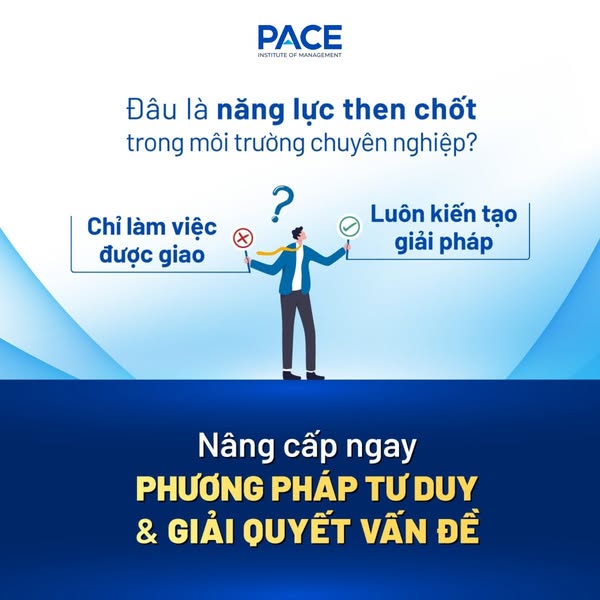 PACE
INSTITUTE OF MANAGEMENT
Đâu là năng lực then chốt
trong môi trường chuyên nghiệp?
?
Chỉ làm việc
được giao
Luôn kiến tạo
giải pháp
Nâng cấp ngay
PHƯƠNG PHÁP TƯ DUY
& GIẢI QUYẾT VẤN ĐỀ